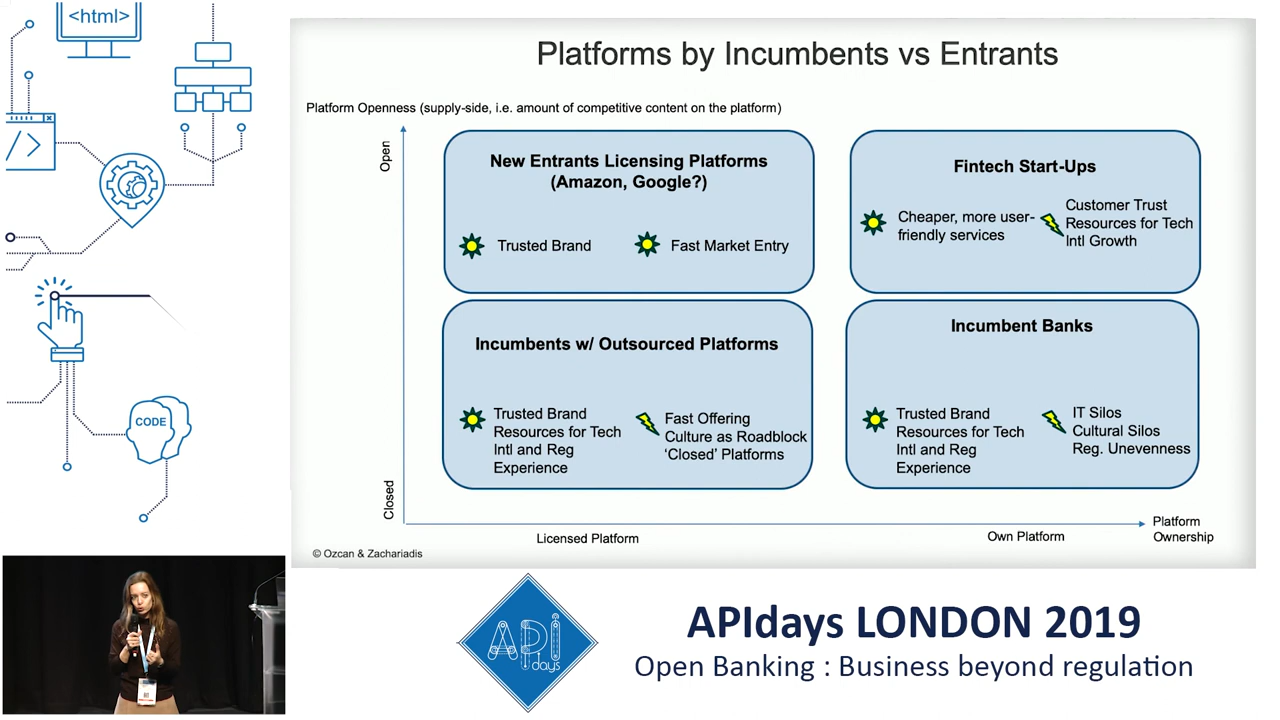 <html>
</>
CODE
Platforms by Incumbents vs Entrants
Platform Openness (supply-side, i.e. amount of competitive content on the platform)
Open
New Entrants Licensing Platforms
(Amazon, Google?)
Trusted Brand
Fast Market Entry
Fintech Start-Ups
Cheaper, more user-
friendly services
Customer Trust
Resources for Tech
Intl Growth
Incumbents w/ Outsourced Platforms
Trusted Brand
Resources for Tech
Intl and Reg
Experience
Fast Offering
Culture as Roadblock
‘Closed’ Platforms
Incumbent Banks
Trusted Brand
Resources for Tech
Intl and Reg
Experience
IT Silos
Cultural Silos
Reg. Unevenness
Closed
Licensed Platform
Own Platform
Platform
Ownership
© Ozcan & Zachariadis
API
days
APIdays LONDON 2019
Open Banking : Business beyond regulation